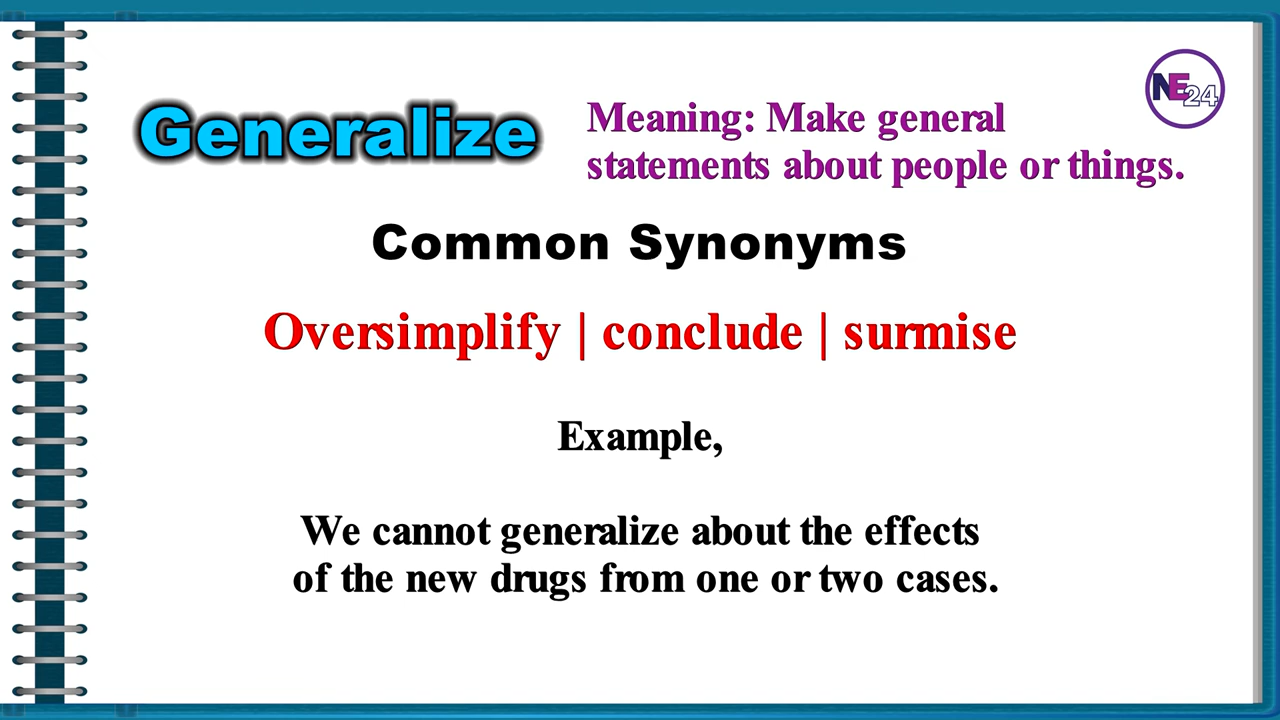 Generalize
Meaning: Make general
statements about people or things.
NE24
Common Synonyms
Oversimplify | conclude | surmise
Example,
We cannot generalize about the effects
of the new drugs from one or two cases.